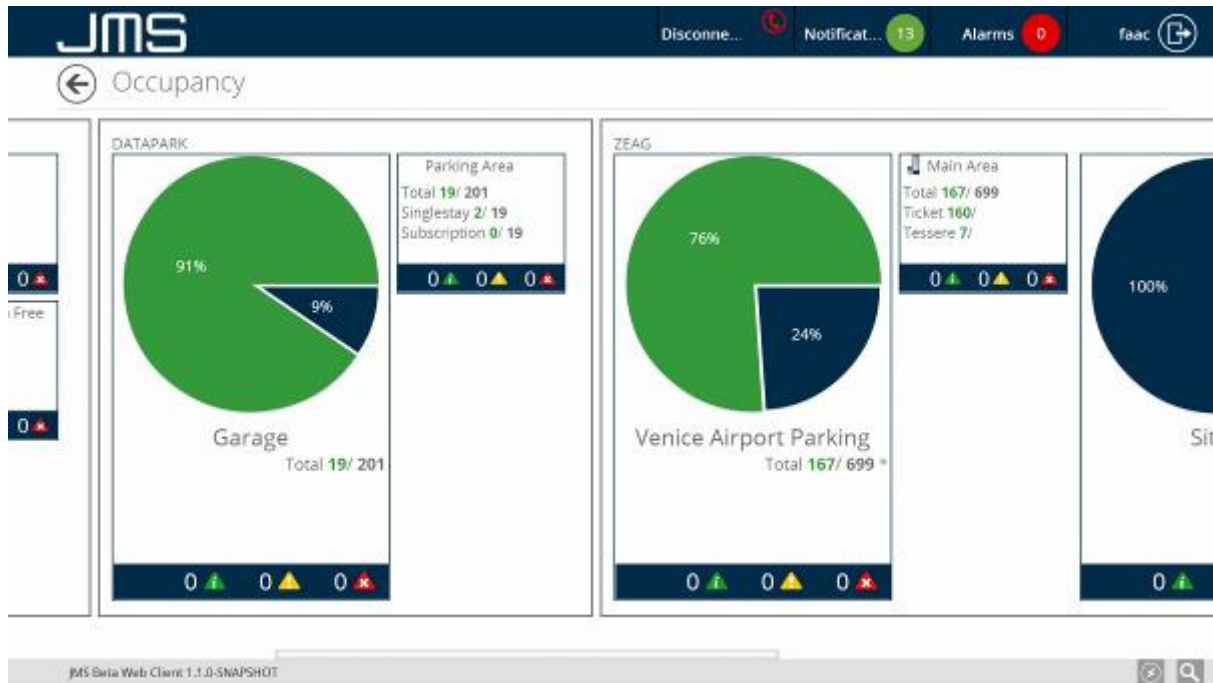 JMS
Disconne...
Notificat... 13
Alarms 0
faac
Occupancy
0
Free
0
DATAPARK
91%
9%
Garage
Total 19/ 201
0 0 0
Parking Area
Total 19/ 201
Singlestay 2/ 19
Subscription 0/ 19
0 0 0
ZEAG
76%
24%
Venice Airport Parking
Total 167/ 699 *
0 0 0
Main Area
Total 167/ 699
Ticket 160/
Tessere 7/
0 0 0
100%
Sit
0
JMS Beta Web Client 1.1.0-SNAPSHOT